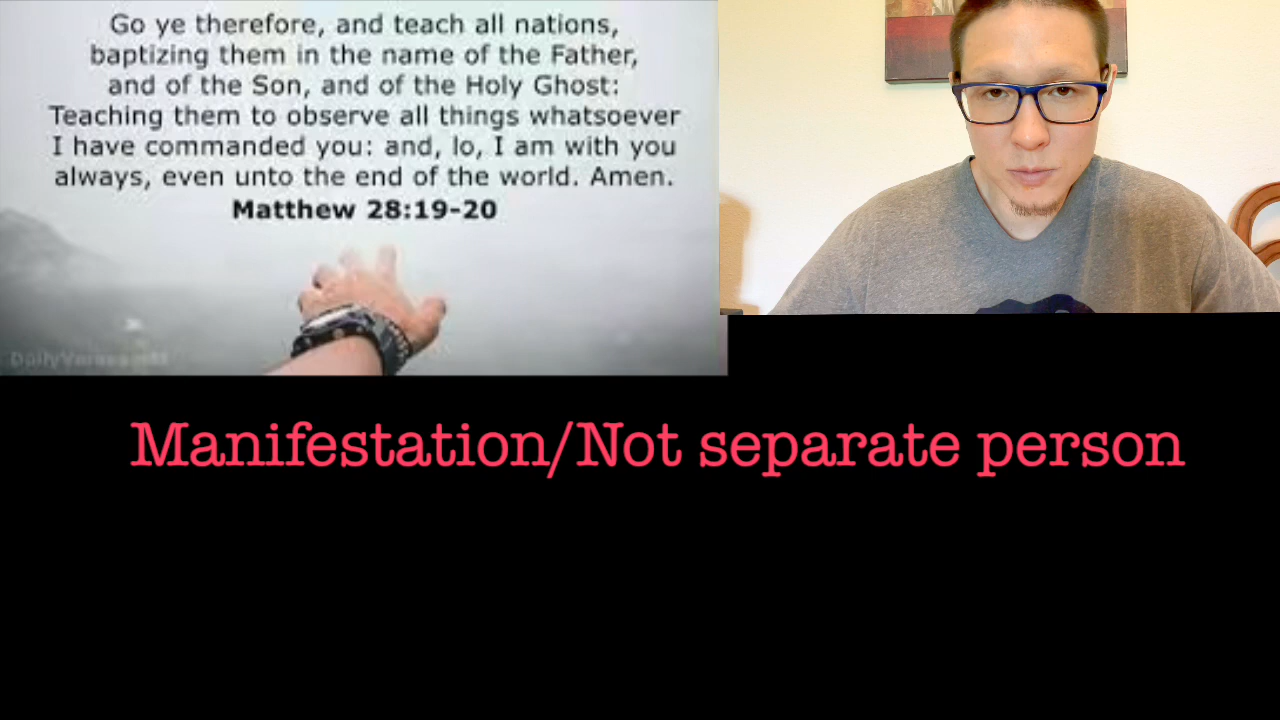 Go ye therefore, and teach all nations,
baptizing them in the name of the Father,
and of the Son, and of the Holy Ghost:
Teaching them to observe all things whatsoever
I have commanded you: and, lo, I am with you
always, even unto the end of the world. Amen.
Matthew 28:19-20
Manifestation/Not separate person